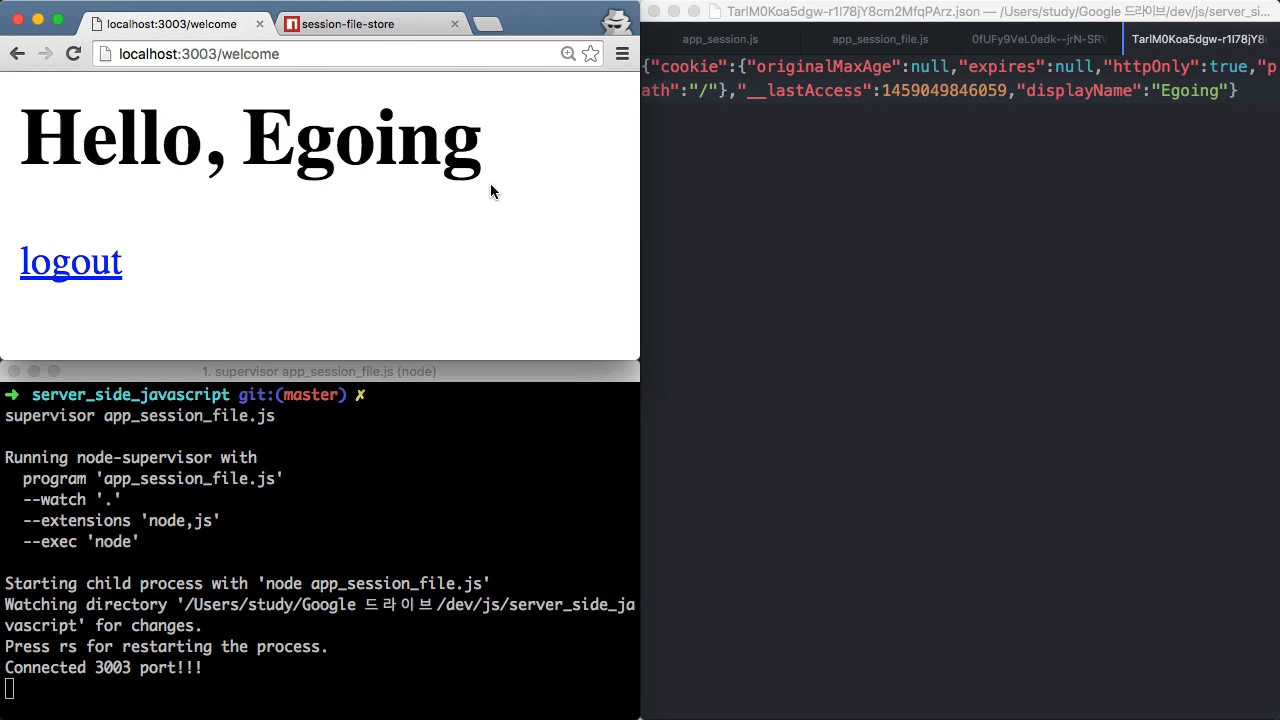 localhost:3003/welcome
session-file-store
localhost:3003/welcome
Hello, Egoing
logout
1. supervisor app_session_file.js (node)
➜ server_side_javascript git:(master) ✗
supervisor app_session_file.js
Running node-supervisor with
program 'app_session_file.js'
--watch '.'
--extensions 'node,js'
--exec 'node'
Starting child process with 'node app_session_file.js'
Watching directory '/Users/study/Google 드라이브/dev/js/server_side_ja
vascript' for changes.
Press rs for restarting the process.
Connected 3003 port!!!
TarlM0Koa5dgw-r1l78jY8cm2MfqPArz.json — /Users/study/Google 드라이브/dev/js/server_si...
app_session.js
app_session_file.js
0fUFy9VeL0edk--jrN-SRV
TarlM0Koa5dgw-r1l78jY8
{"cookie":{"originalMaxAge":null,"expires":null,"httpOnly":true,"p
ath":"/"},"__lastAccess":1459049846059,"displayName":"Egoing"}